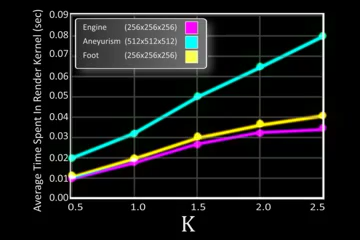 0.09
0.08
0.07
0.06
0.05
0.04
0.03
0.02
0.01
0.00
Average Time Spent In Render Kernel (sec)
Engine (256x256x256)
Aneyurism (512x512x512)
Foot (256x256x256)
0.5 1.0 1.5 2.0 2.5
K